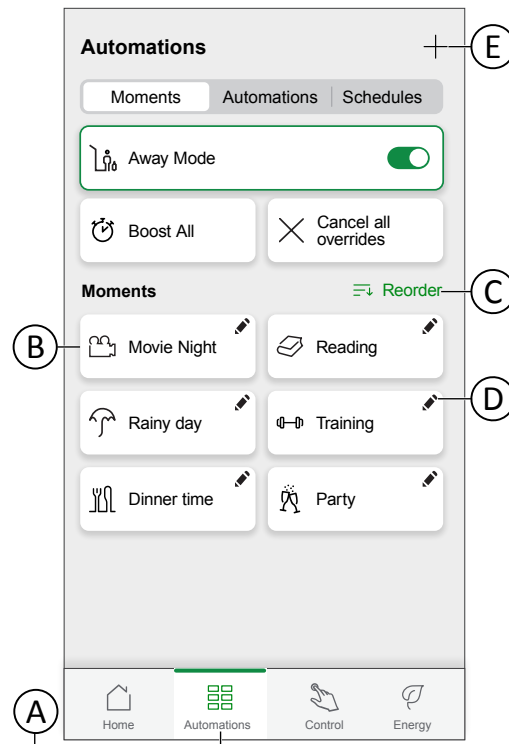 Automations
E
Moments Automations Schedules
Away Mode
Boost All
Cancel all
overrides
Moments
Reorder
C
B
Movie Night
Reading
D
Rainy day
Training
Dinner time
Party
A
Home Automations Control Energy